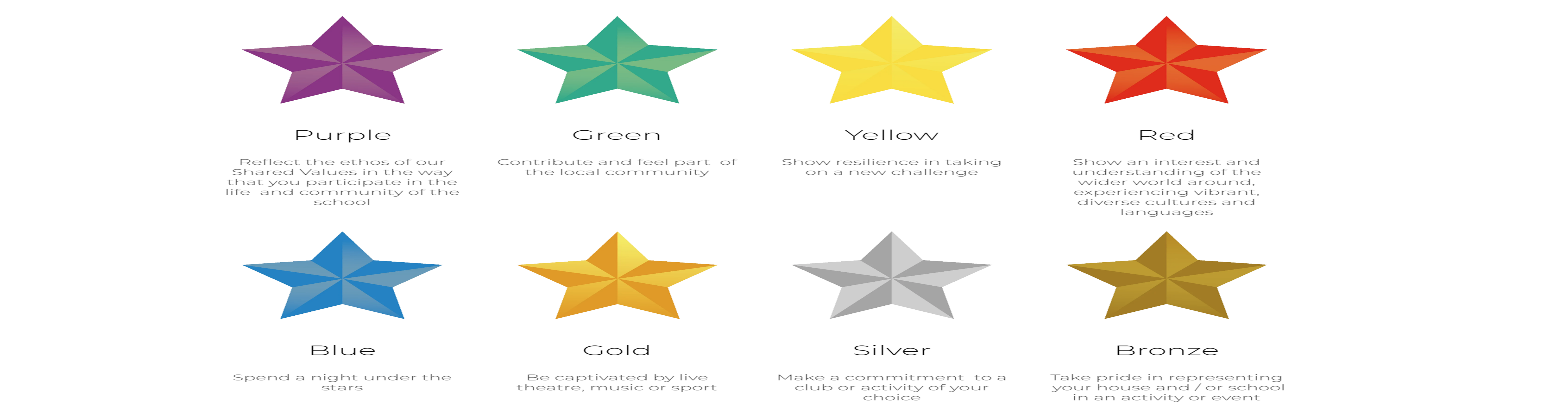 Purple
Reflect the ethos of our
Shared Values in the way
that you participate in the
life and community of the
school
Green
Contribute and feel part of
the local community
Yellow
Show resilience in taking
on a new challenge
Red
Show an interest and
understanding of the
wider world around,
experiencing vibrant,
diverse cultures and
languages
Blue
Spend a night under the
stars
Gold
Be captivated by live
theatre, music or sport
Silver
Make a commitment to a
club or activity of your
choice
Bronze
Take pride in representing
your house and / or school
in an activity or event